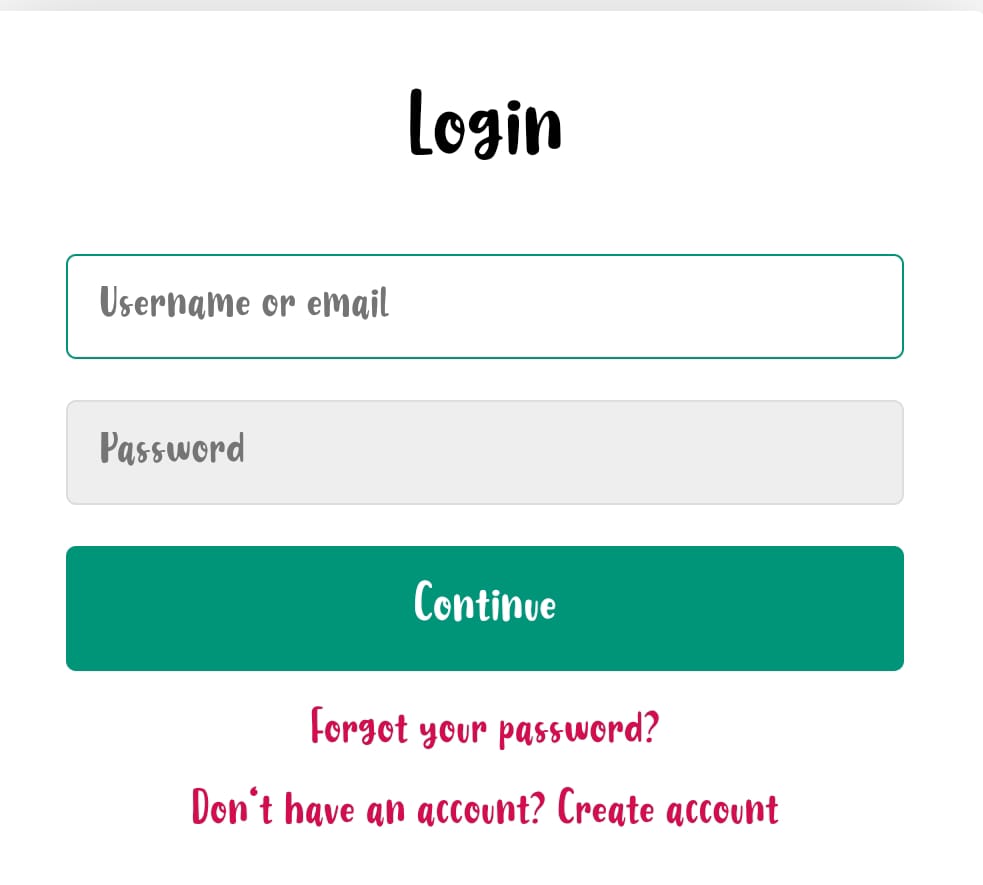 Login
Username or email
Password
Continue
Forgot your password?
Don't have an account? Create account